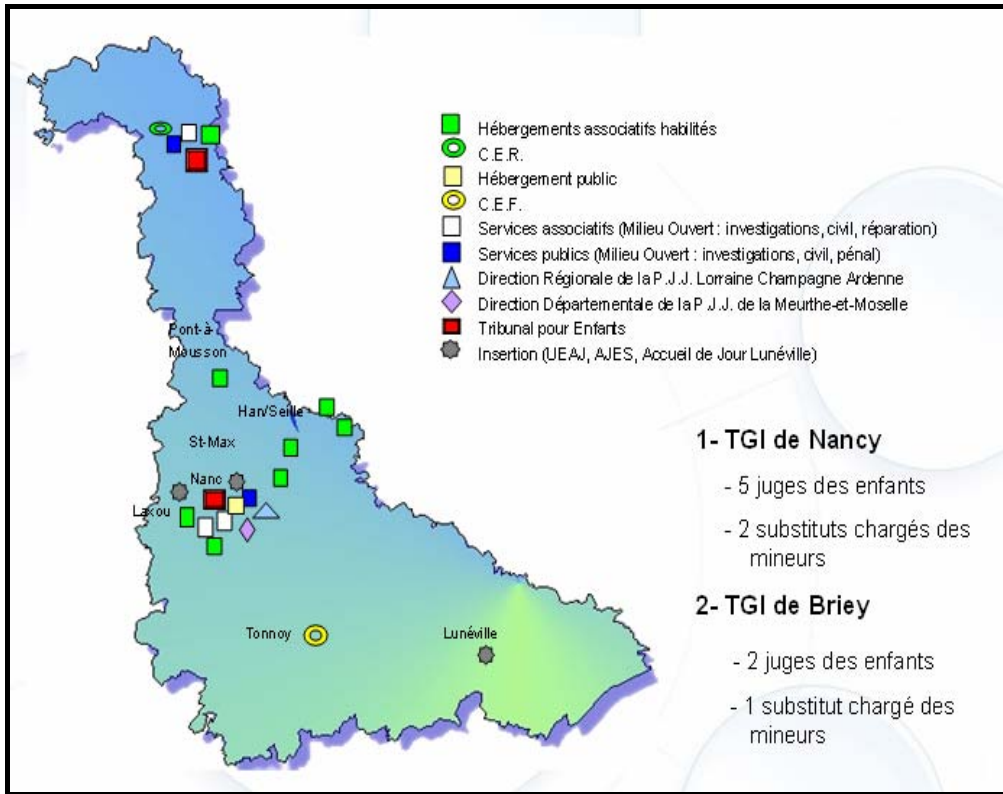 Hébergements associatifs habilités
C.E.R.
Hébergement public
C.E.F.
Services associatifs (Milieu Ouvert : investigations, civil, réparation)
Services publics (Milieu Ouvert : investigations, civil, pénal)
Direction Régionale de la P.J.J. Lorraine Champagne Ardenne
Direction Départementale de la P.J.J. de la Meurthe-et-Moselle
Tribunal pour Enfants
Insertion (UEAJ, AJES, Accueil de Jour Lunéville)
Pont-à-
Mousson
Han/Seille
St-Max
Nanc
Laxou
Tonnoy
Lunéville
1- TGI de Nancy
- 5 juges des enfants
- 2 substituts chargés des
mineurs
2- TGI de Briey
- 2 juges des enfants
- 1 substitut chargé des
mineurs